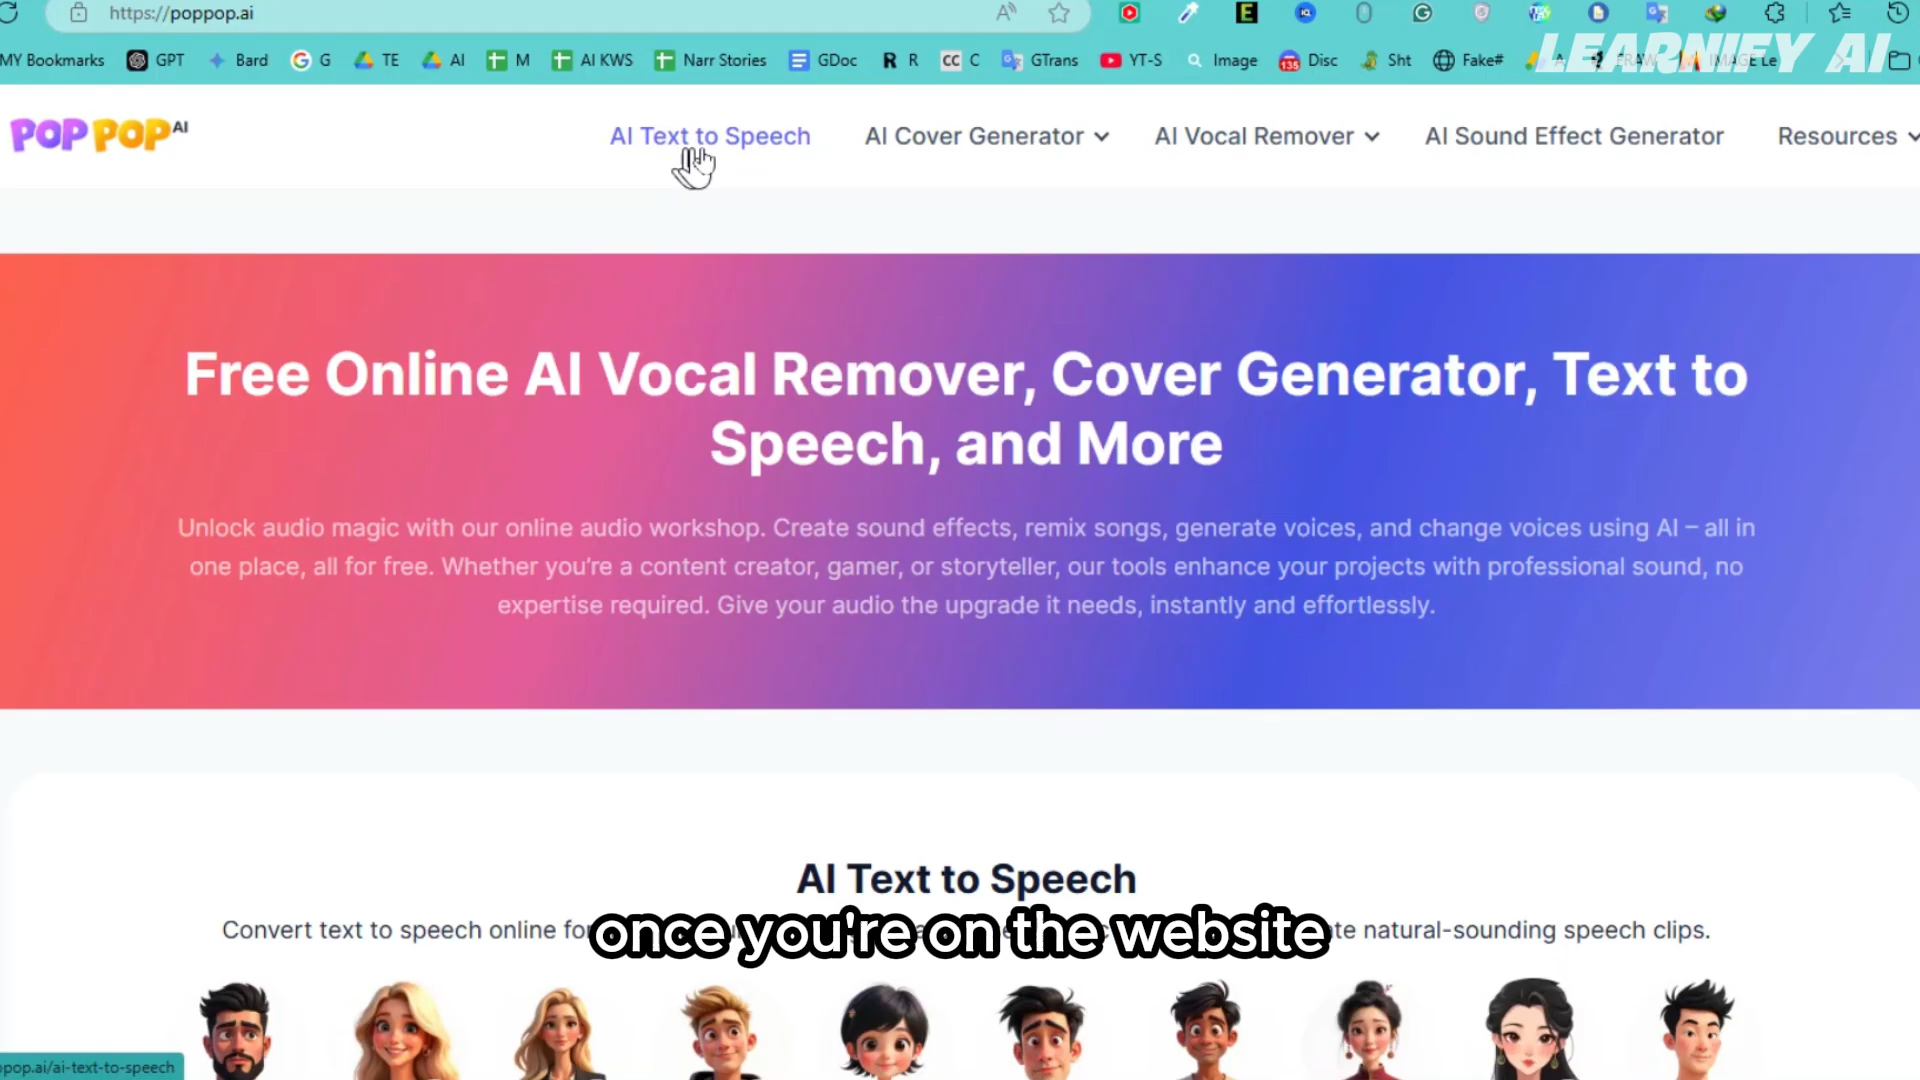 https://poppop.ai
MY Bookmarks GPT Bard G TE AI M AI KWS Narr Stories GDoc R CC C GTrans YT-S Image 135 Disc Sht Fake# IMAGE Le
LEARNIFY AI
POP POP AI AI Text to Speech AI Cover Generator AI Vocal Remover AI Sound Effect Generator Resources
Free Online AI Vocal Remover, Cover Generator, Text to
Speech, and More
Unlock audio magic with our online audio workshop. Create sound effects, remix songs, generate voices, and change voices using AI – all in
one place, all for free. Whether you're a content creator, gamer, or storyteller, our tools enhance your projects with professional sound, no
expertise required. Give your audio the upgrade it needs, instantly and effortlessly.
AI Text to Speech
Convert text to speech online natural-sounding speech clips.
once you're on the website
opop.ai/ai-text-to-speech